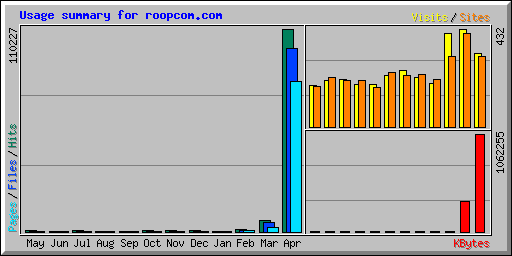 Usage summary for roopcom.com
Visits/Sites
110227
432
Pages/Files/Hits
1062255
May Jun Jul Aug Sep Oct Nov Dec Jan Feb Mar Apr
KBytes